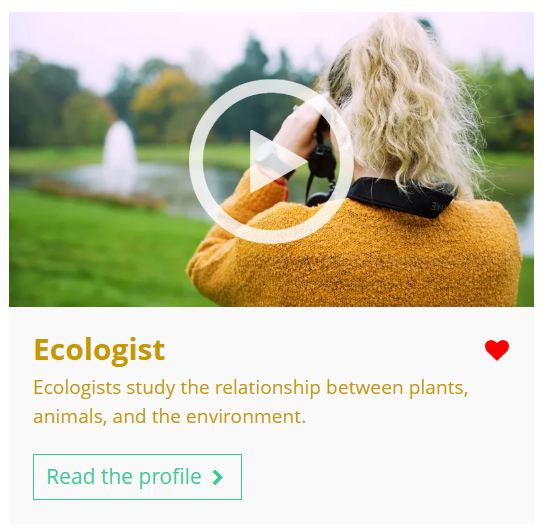 Ecologist
Ecologists study the relationship between plants,
animals, and the environment.
Read the profile